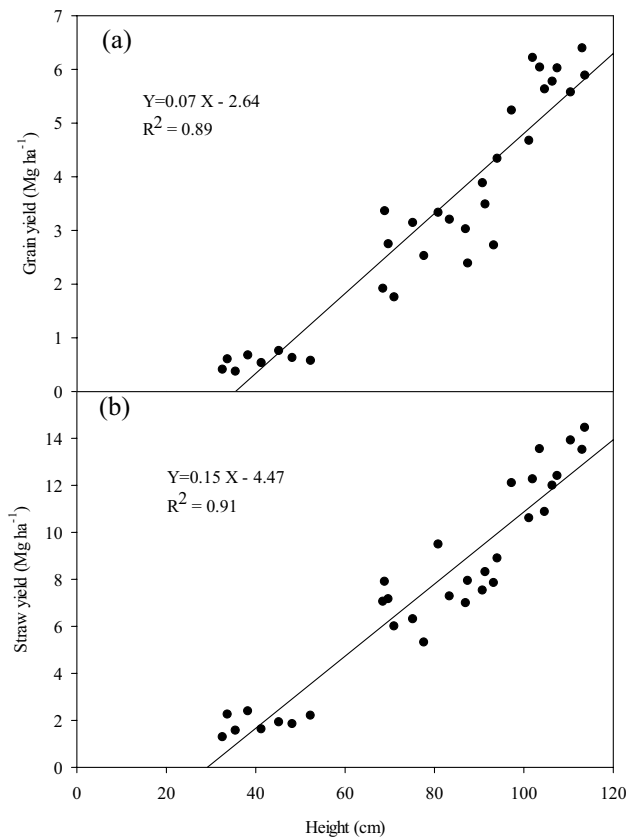 (a)
Y=0.07 X - 2.64
R² = 0.89
Grain yield (Mg ha⁻¹)
7
6
5
4
3
2
1
0
(b)
Y=0.15 X - 4.47
R² = 0.91
Straw yield (Mg ha⁻¹)
14
12
10
8
6
4
2
0
0 20 40 60 80 100 120
Height (cm)